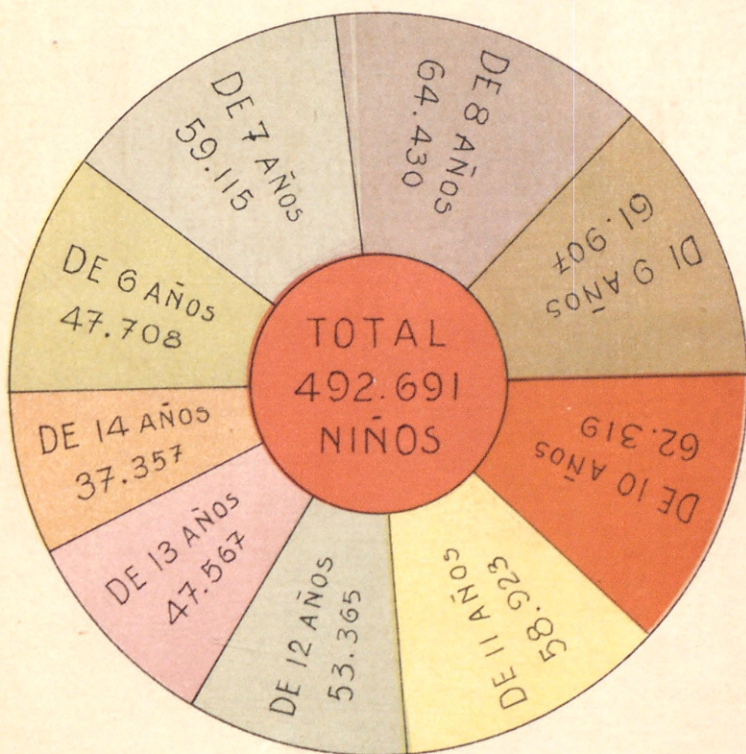 TOTAL
492.691
NIÑOS
DE 6 AÑOS
47.708
DE 7 AÑOS
59.115
DE 8 AÑOS
64.430
DI 9 AÑOS
61.907
DE 10 AÑOS
62.319
DE 11 AÑOS
58.923
DE 12 AÑOS
53.365
DE 13 AÑOS
47.567
DE 14 AÑOS
37.357